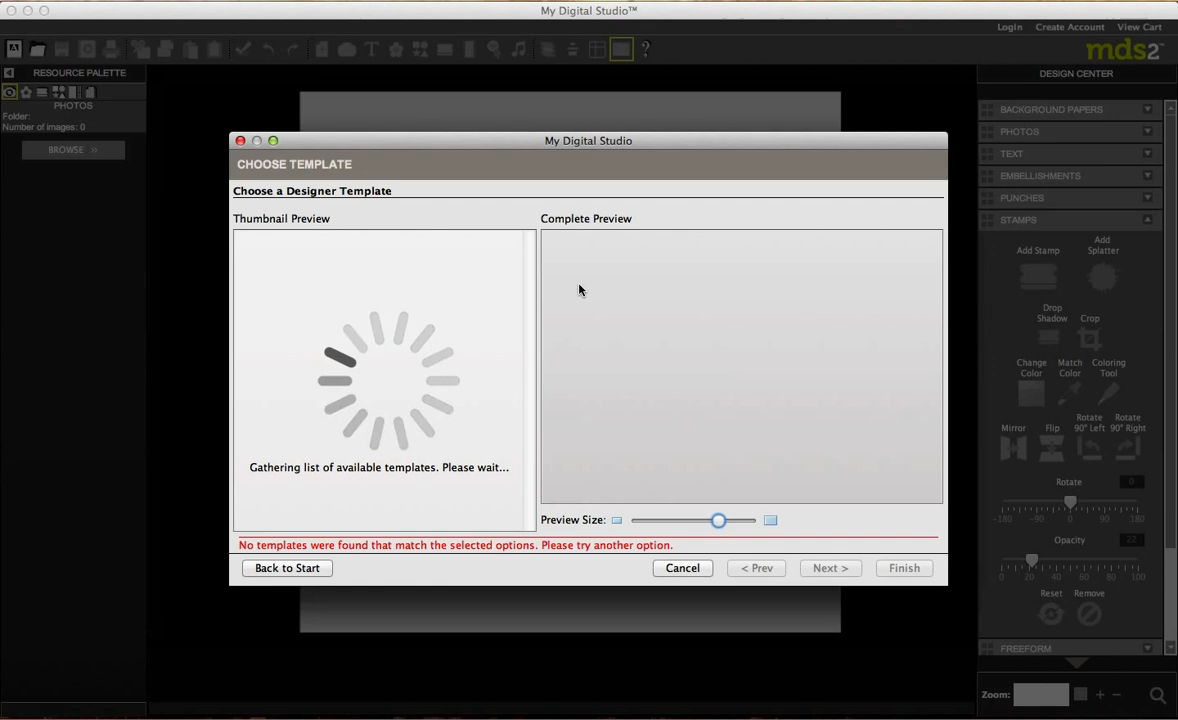 My Digital Studio™
Login Create Account View Cart
A T ?
mds2™
RESOURCE PALETTE
DESIGN CENTER
PHOTOS
Folder:
Number of images: 0
BROWSE »
My Digital Studio
CHOOSE TEMPLATE
Choose a Designer Template
Thumbnail Preview
Complete Preview
Gathering list of available templates. Please wait...
Preview Size:
No templates were found that match the selected options. Please try another option.
Back to Start
Cancel
< Prev
Next >
Finish
BACKGROUND PAPERS
PHOTOS
TEXT
EMBELLISHMENTS
PUNCHES
STAMPS
Add Stamp
Add
Splatter
Drop
Shadow
Crop
Change
Color
Match
Color
Coloring
Tool
Mirror
Flip
Rotate
90° Left
Rotate
90° Right
Rotate 0
-180 -90 0 90 180
Opacity 22
0 20 40 60 80 100
Reset Remove
FREEFORM
Zoom: + −